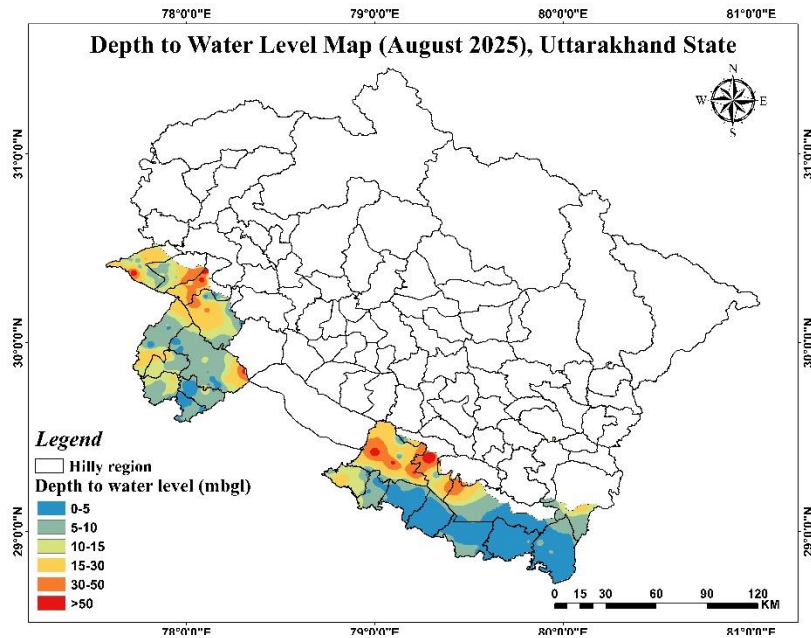 78°0'0"E 79°0'0"E 80°0'0"E 81°0'0"E
Depth to Water Level Map (August 2025), Uttarakhand State
N
W E
S
31°0'0"N 31°0'0"N
30°0'0"N 30°0'0"N
29°0'0"N 29°0'0"N
Legend
Hilly region
Depth to water level (mbgl)
0-5
5-10
10-15
15-30
30-50
>50
0 15 30 60 90 120
KM
78°0'0"E 79°0'0"E 80°0'0"E 81°0'0"E